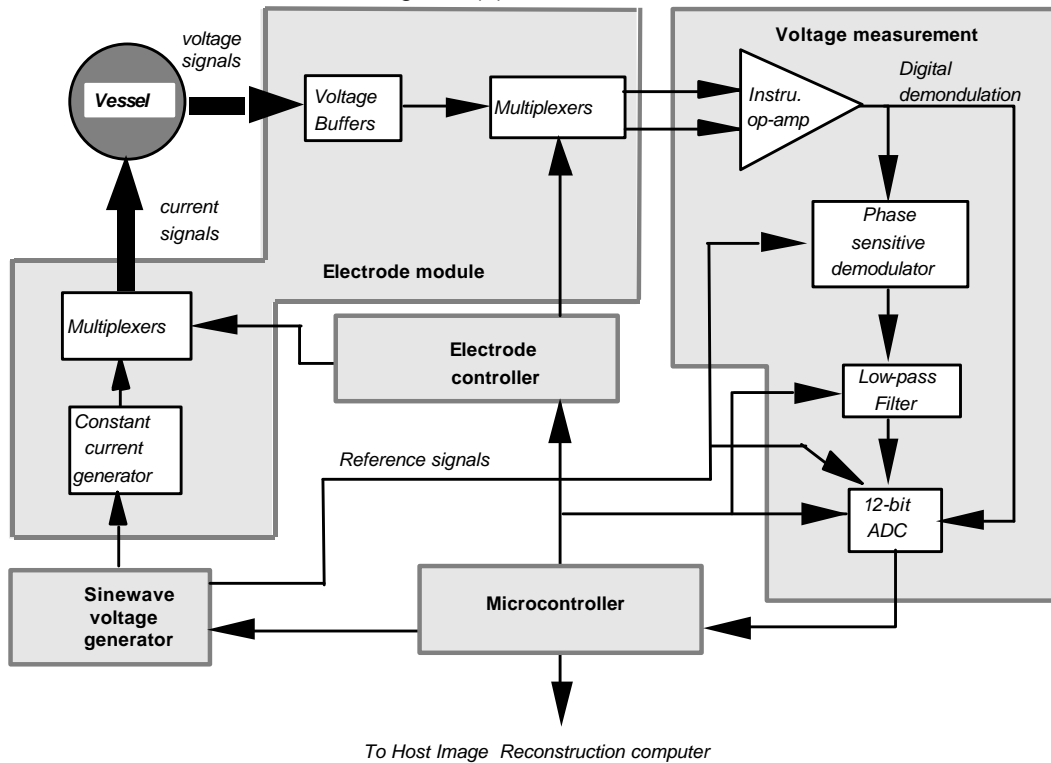 voltage
signals
Vessel
current
signals
Voltage
Buffers
Multiplexers
Electrode module
Multiplexers
Constant
current
generator
Sinewave
voltage
generator
Electrode
controller
Reference signals
Microcontroller
Voltage measurement
Instru.
op-amp
Digital
demondulation
Phase
sensitive
demodulator
Low-pass
Filter
12-bit
ADC
To Host Image Reconstruction computer